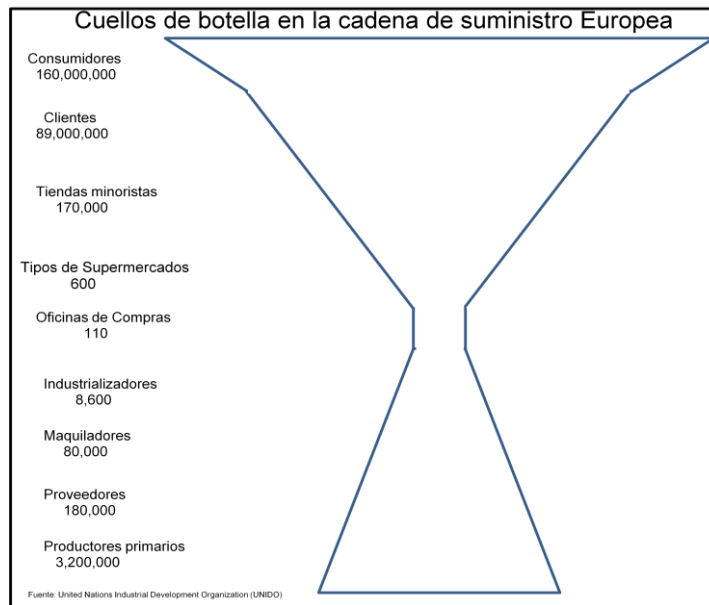 Cuellos de botella en la cadena de suministro Europea
Consumidores
160,000,000
Clientes
89,000,000
Tiendas minoristas
170,000
Tipos de Supermercados
600
Oficinas de Compras
110
Industrializadores
8,600
Maquiladores
80,000
Proveedores
180,000
Productores primarios
3,200,000
Fuente: United Nations Industrial Development Organization (UNIDO)